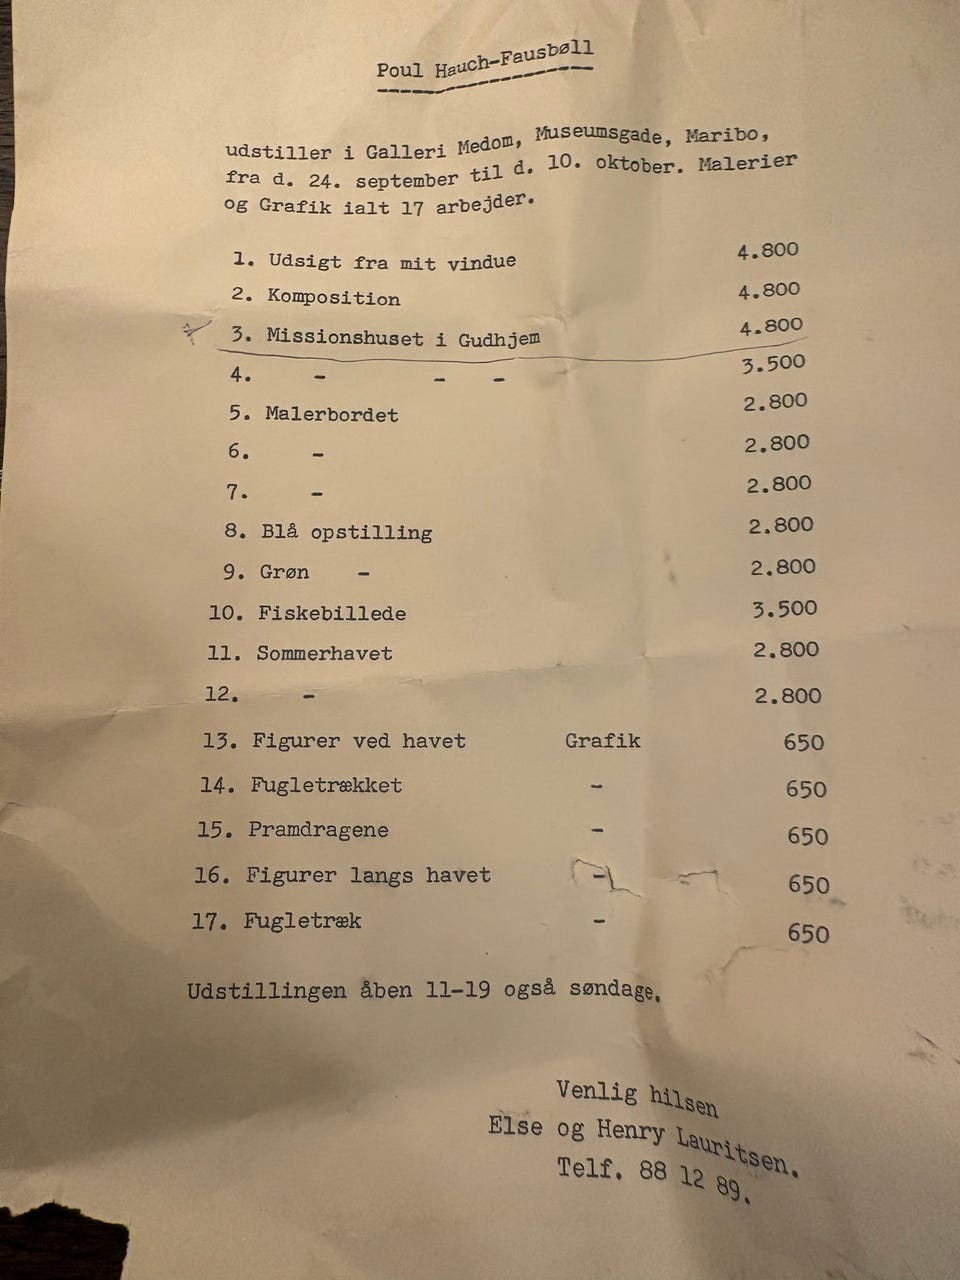 Poul Hauch-Fausbøll
udstiller i Galleri Medom, Museumsgade, Maribo,
fra d. 24. september til d. 10. oktober. Malerier
og Grafik ialt 17 arbejder.
1. Udsigt fra mit vindue 4.800
2. Komposition 4.800
3. Missionshuset i Gudhjem 4.800
4. - - - 3.500
5. Malerbordet 2.800
6. - 2.800
7. - 2.800
8. Blå opstilling 2.800
9. Grøn - 2.800
10. Fiskebillede 3.500
11. Sommerhavet 2.800
12. - 2.800
13. Figurer ved havet Grafik 650
14. Fugletrækket - 650
15. Pramdragene - 650
16. Figurer langs havet - 650
17. Fugletræk - 650
Udstillingen åben 11-19 også søndage.
Venlig hilsen
Else og Henry Lauritsen.
Telf. 88 12 89.